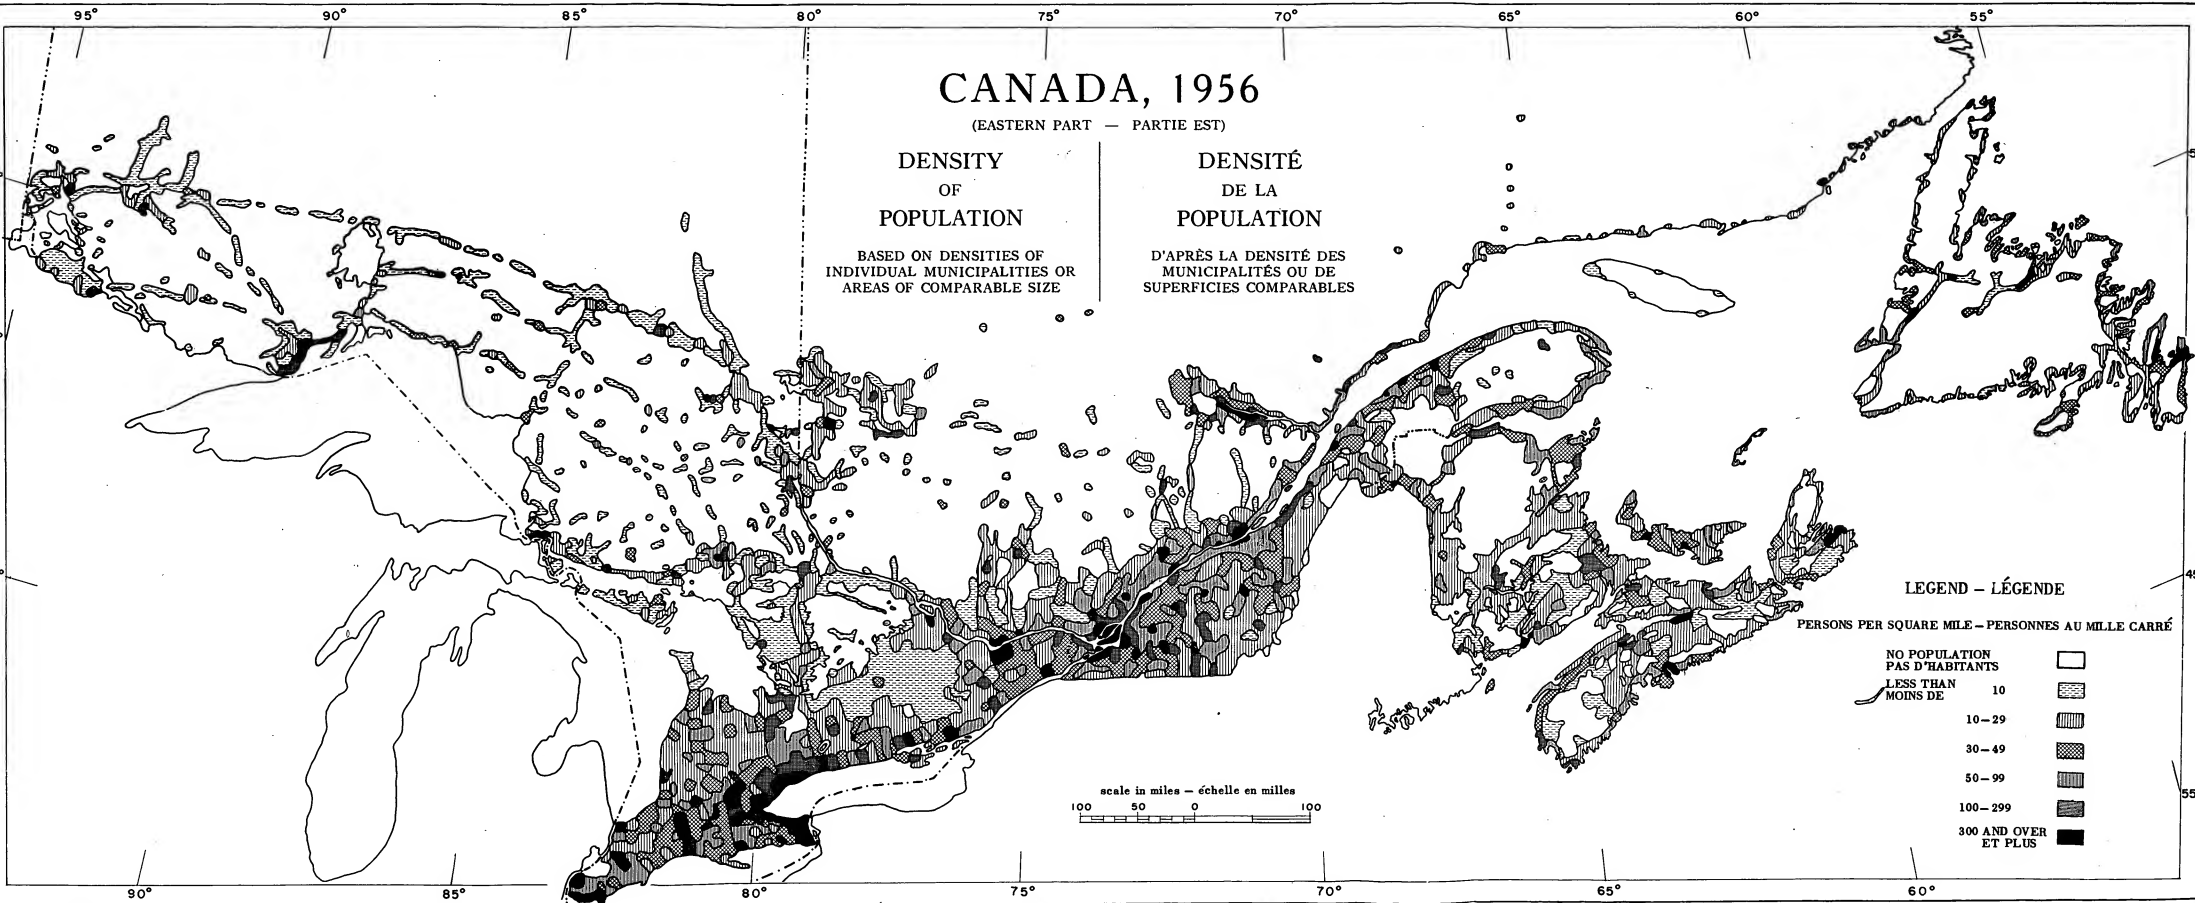 95° 90° 85° 80° 75° 70° 65° 60° 55°
CANADA, 1956
(EASTERN PART — PARTIE EST)
DENSITY
OF
POPULATION
BASED ON DENSITIES OF
INDIVIDUAL MUNICIPALITIES OR
AREAS OF COMPARABLE SIZE
DENSITÉ
DE LA
POPULATION
D'APRÈS LA DENSITÉ DES
MUNICIPALITÉS OU DE
SUPERFICIES COMPARABLES
LEGEND – LÉGENDE
PERSONS PER SQUARE MILE – PERSONNES AU MILLE CARRÉ
NO POPULATION
PAS D'HABITANTS
LESS THAN
MOINS DE 10
10–29
30–49
50–99
100–299
300 AND OVER
ET PLUS
scale in miles – échelle en milles
100 50 0 100
90° 85° 80° 75° 70° 65° 60°
55